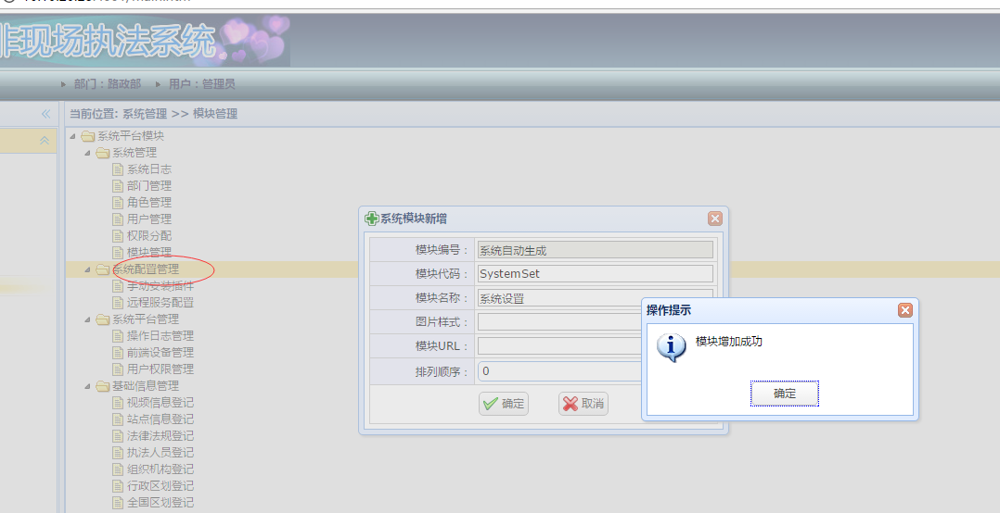 非现场执法系统
部门：路政部 用户：管理员
当前位置: 系统管理 >> 模块管理
系统平台模块
系统管理
系统日志
部门管理
角色管理
用户管理
权限分配
模块管理
系统配置管理
手动安装插件
远程服务配置
系统平台管理
操作日志管理
前端设备管理
用户权限管理
基础信息管理
视频信息登记
站点信息登记
法律法规登记
执法人员登记
组织机构登记
行政区划登记
全国区划登记
系统模块新增
模块编号： 系统自动生成
模块代码： SystemSet
模块名称： 系统设置
图片样式：
模块URL：
排列顺序： 0
确定 取消
操作提示
模块增加成功
确定